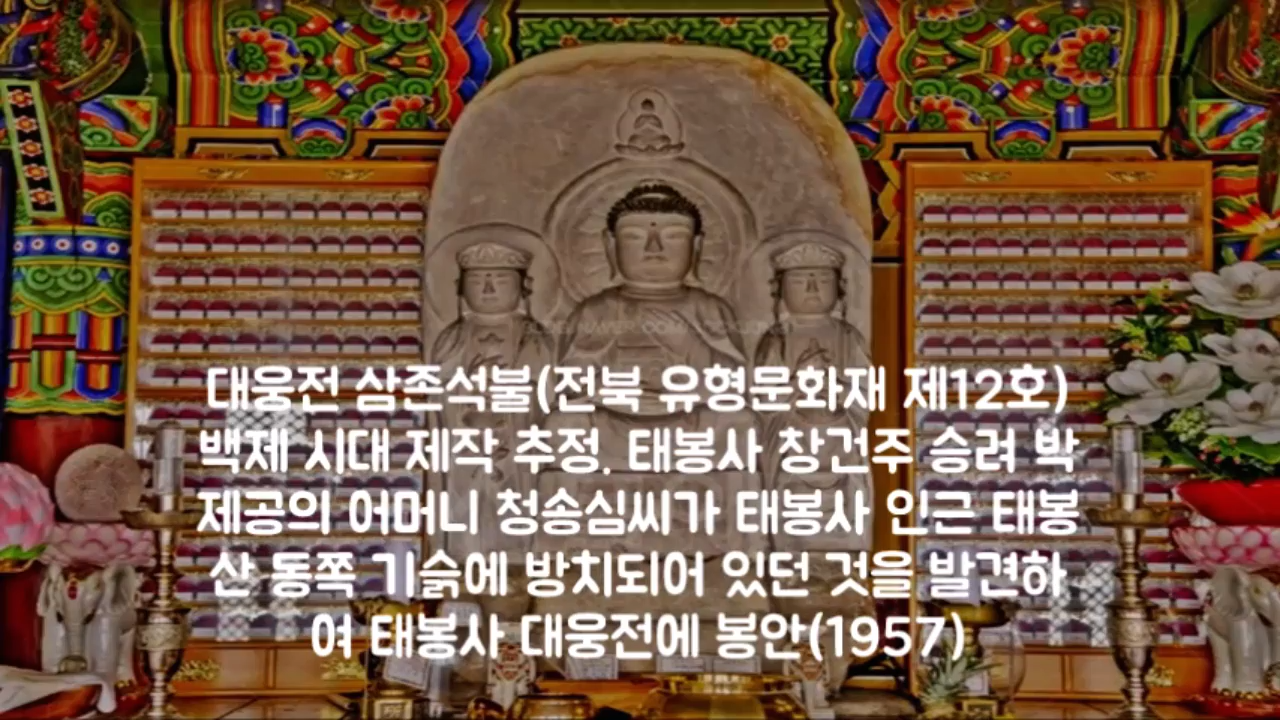 대웅전 삼존석불(전북 유형문화재 제12호)
백제 시대 제작 추정. 태봉사 창건주 승려 박
제공의 어머니 청송심씨가 태봉사 인근 태봉
산 동쪽 기슭에 방치되어 있던 것을 발견하
여 태봉사 대웅전에 봉안(1957)